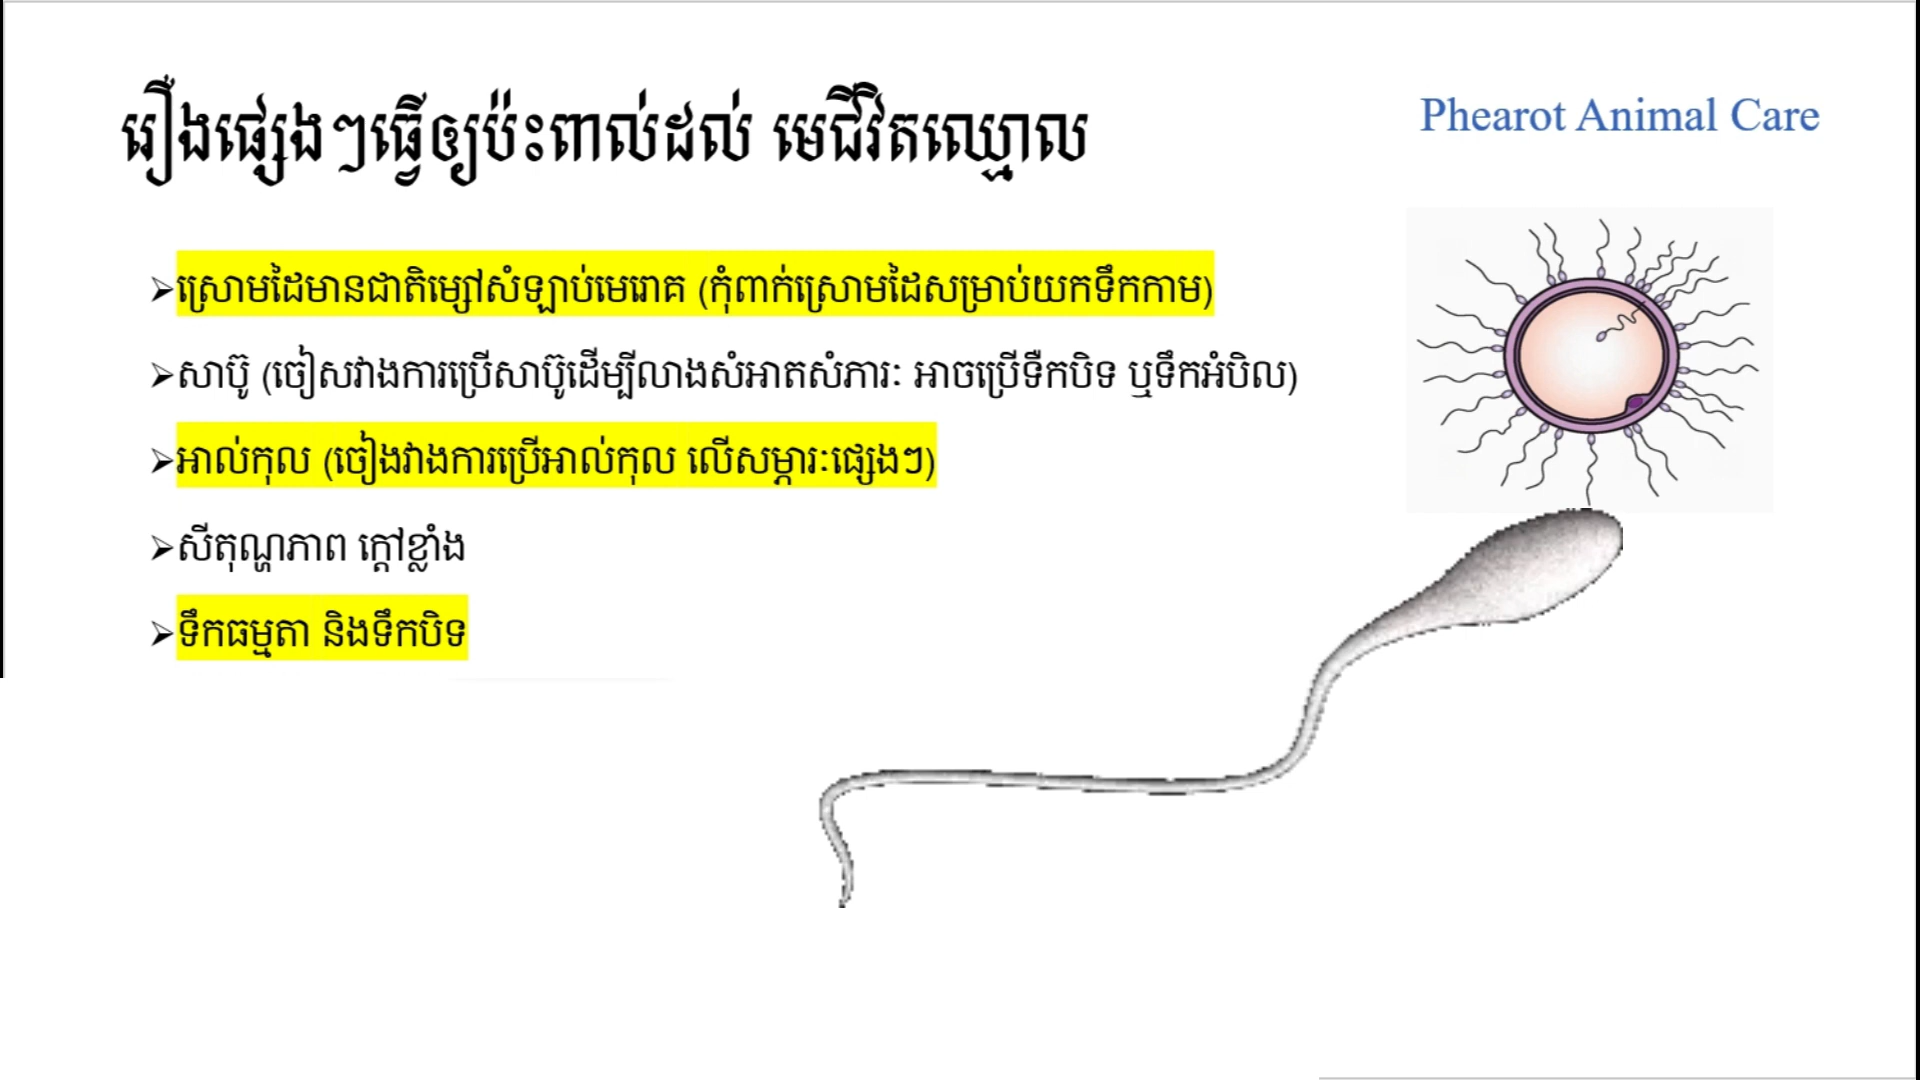 រឿងផ្សេងៗធ្វើឲ្យប៉ះពាល់ដល់ មេជីវិតឈ្មោល
Phearot Animal Care
ស្រោមដៃមានជាតិម្សៅសំឡាប់មេរោគ (កុំពាក់ស្រោមដៃសម្រាប់យកទឹកកាម)
សាប៊ូ (ចៀសវាងការប្រើសាប៊ូដើម្បីលាងសំអាតសំភារៈ អាចប្រើទឺកបិទ ឬទឹកអំបិល)
អាល់កុល (ចៀងវាងការប្រើអាល់កុល លើសម្ភារៈផ្សេងៗ)
សីតុណ្ហភាព ក្តៅខ្លាំង
ទឹកធម្មតា និងទឹកបិទ